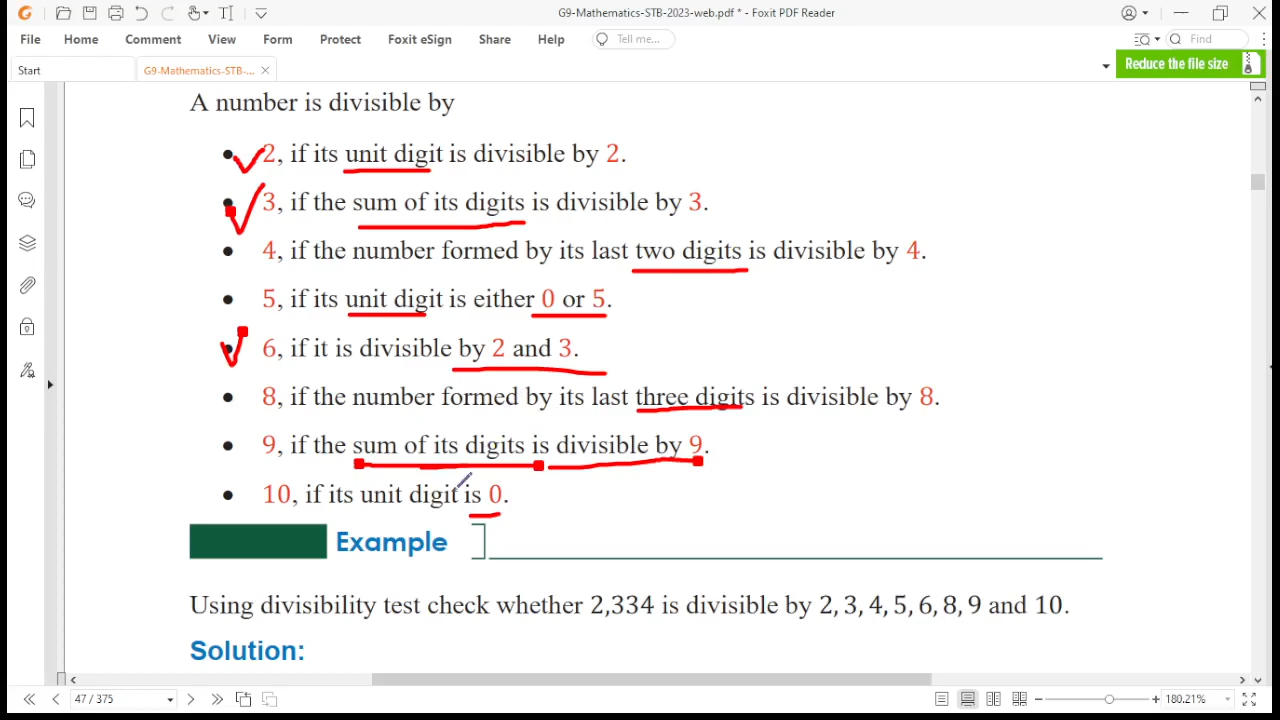 G9-Mathematics-STB-2023-web.pdf * - Foxit PDF Reader
File Home Comment View Form Protect Foxit eSign Share Help Tell me... Find
Start G9-Mathematics-STB-... Reduce the file size
A number is divisible by
• 2, if its unit digit is divisible by 2.
• 3, if the sum of its digits is divisible by 3.
• 4, if the number formed by its last two digits is divisible by 4.
• 5, if its unit digit is either 0 or 5.
• 6, if it is divisible by 2 and 3.
• 8, if the number formed by its last three digits is divisible by 8.
• 9, if the sum of its digits is divisible by 9.
• 10, if its unit digit is 0.
Example
Using divisibility test check whether 2,334 is divisible by 2, 3, 4, 5, 6, 8, 9 and 10.
Solution:
47 / 375 180.21%